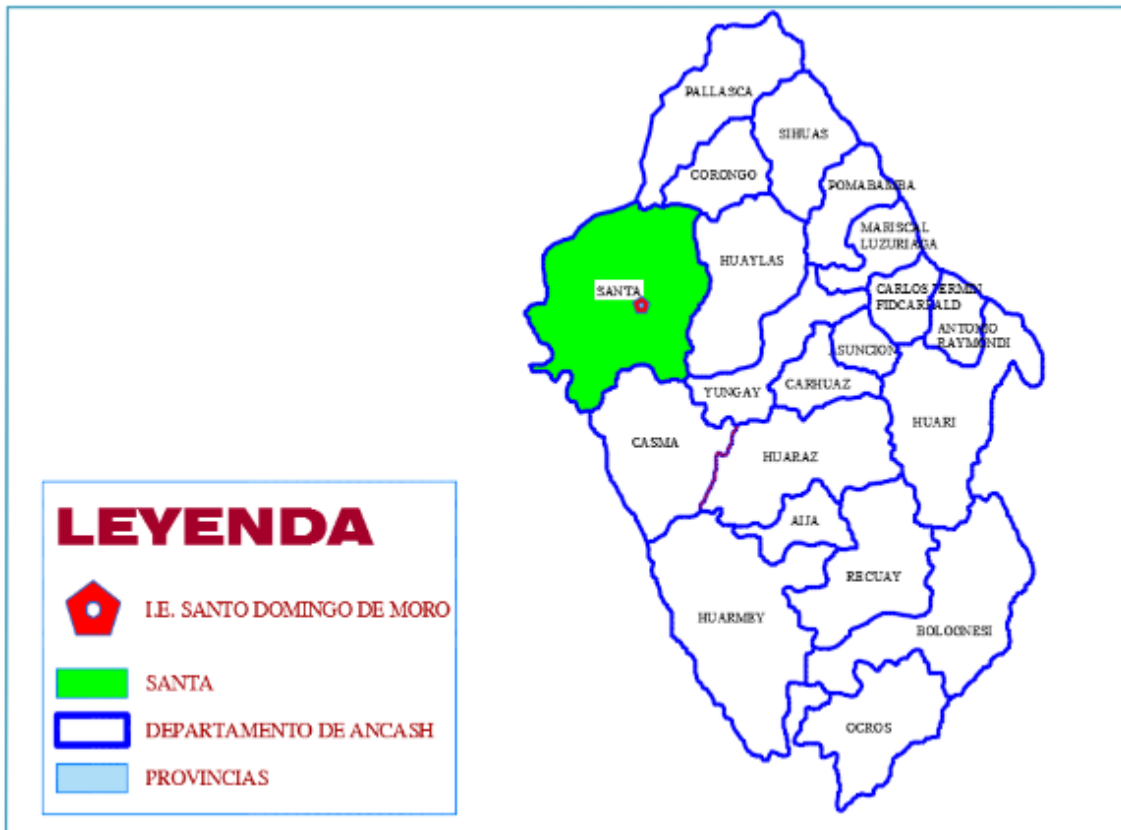 PALLASCA
SIHUAS
CORONGO
POMABAMBA
MARISCAL
LUZURIAGA
HUAYLAS
SANTA
CARLOS FERMIN
FIDCARPALD
ANTONIO
RAYMONDI
ASUNCION
CARHUAZ
YUNGAY
HUARI
CASMA
HUARAZ
AIJA
RECUAY
HUARMEY
BOLOGNESI
OCROS
LEYENDA
I.E. SANTO DOMINGO DE MORO
SANTA
DEPARTAMENTO DE ANCASH
PROVINCIAS